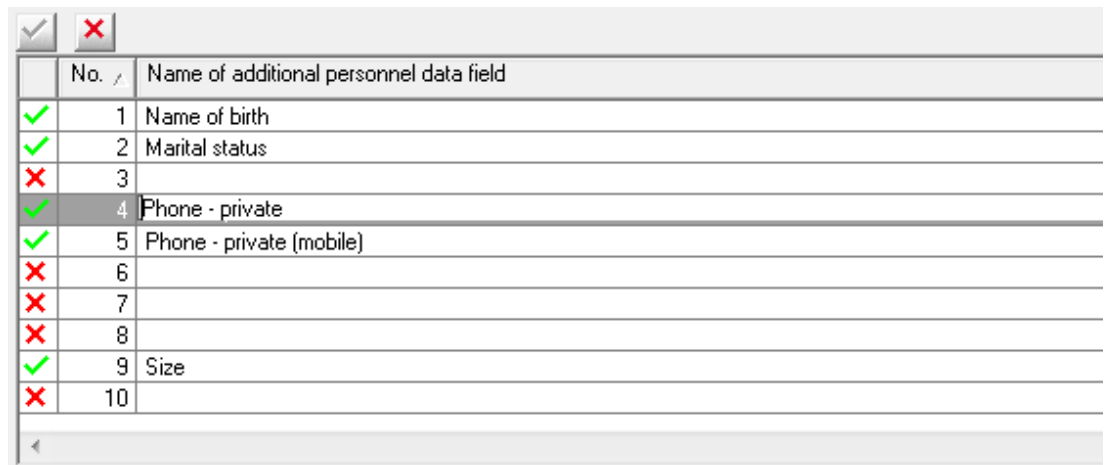 No. Name of additional personnel data field
1 Name of birth
2 Marital status
3
4 Phone - private
5 Phone - private (mobile)
6
7
8
9 Size
10